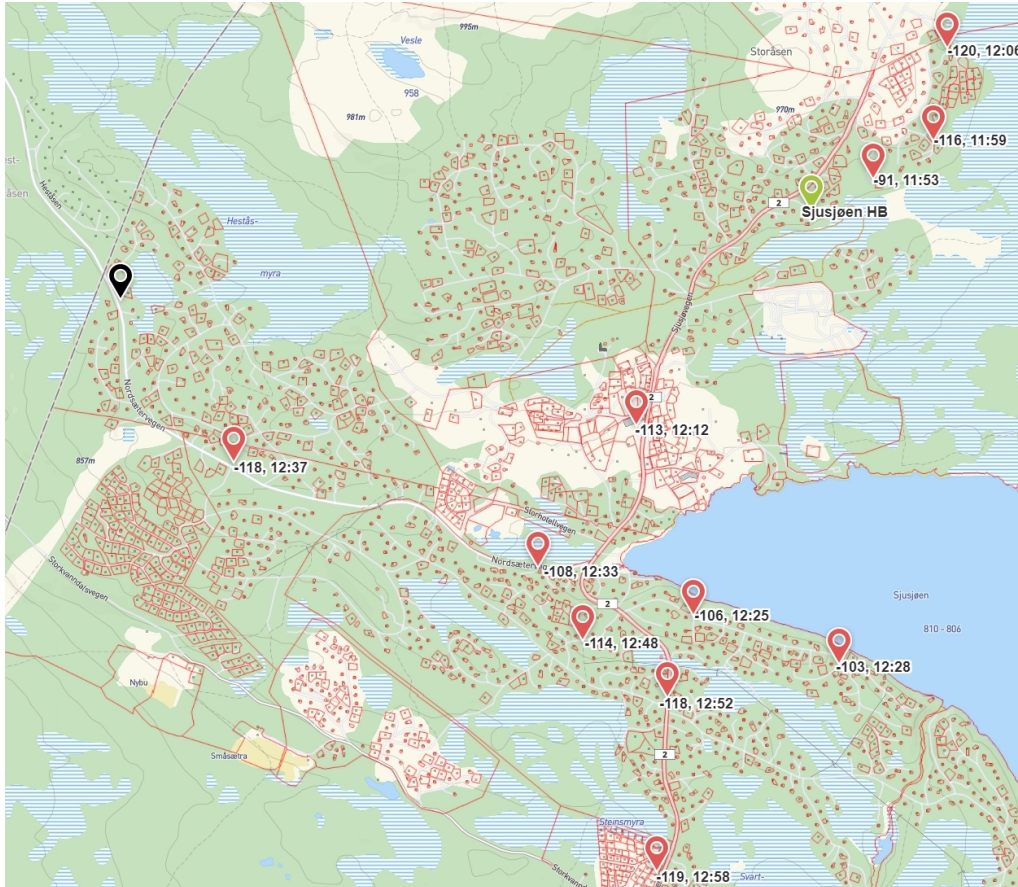 995m
Vesle
Storåsen
-120, 12:06
958
981m
970m
-116, 11:59
-91, 11:53
Heståsen
2
Sjusjøen HB
Hestås-
myra
Sjusjøvegen
2
-113, 12:12
Nordsætervegen
-118, 12:37
857m
Storhotellvegen
-108, 12:33
Storkvanndalsvegen
2
Sjusjøen
-106, 12:25
810 - 806
-114, 12:48
-103, 12:28
Nybu
-118, 12:52
Småsætra
2
Steinsmyra
-119, 12:58
Svart-